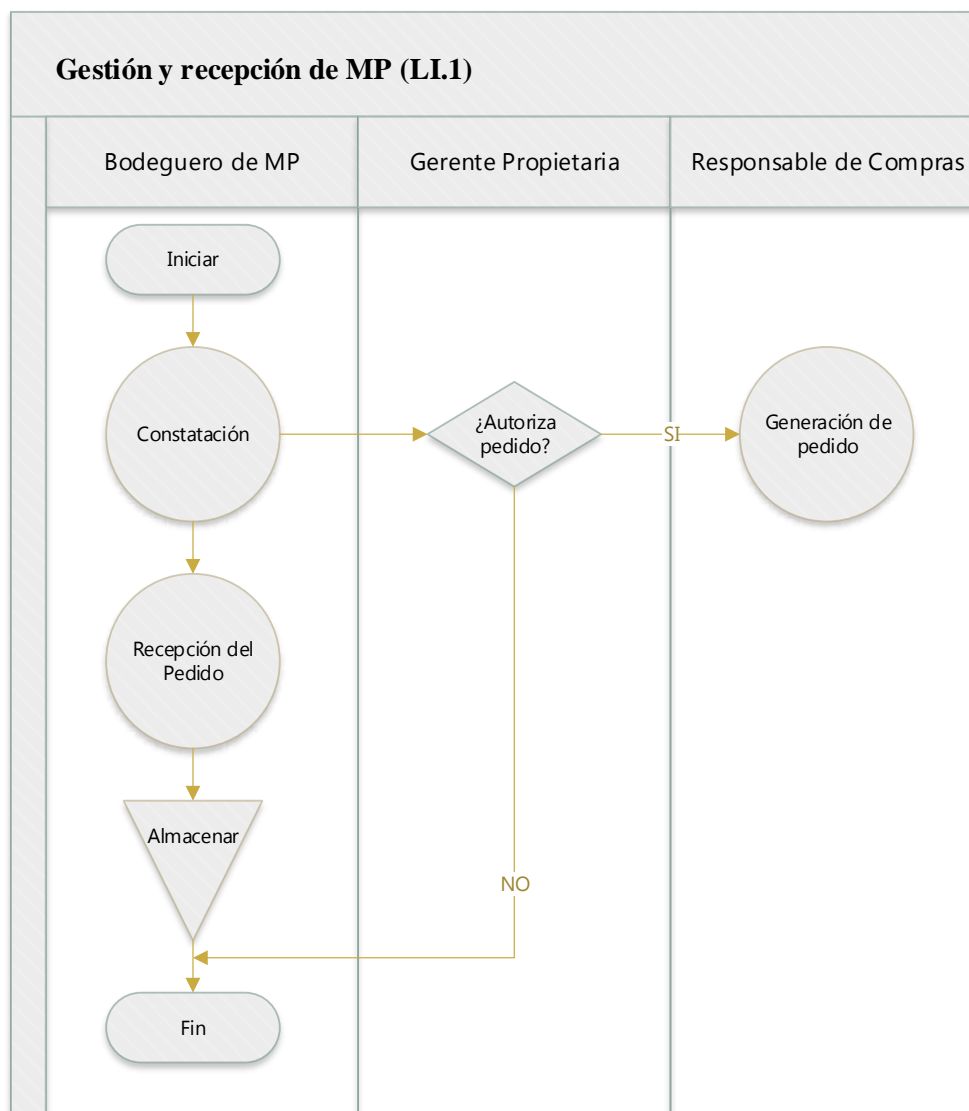 Gestión y recepción de MP (LI.1)
Bodeguero de MP
Gerente Propietaria
Responsable de Compras
Iniciar
Constatación
¿Autoriza
pedido?
SI
Generación de
pedido
Recepción del
Pedido
Almacenar
NO
Fin